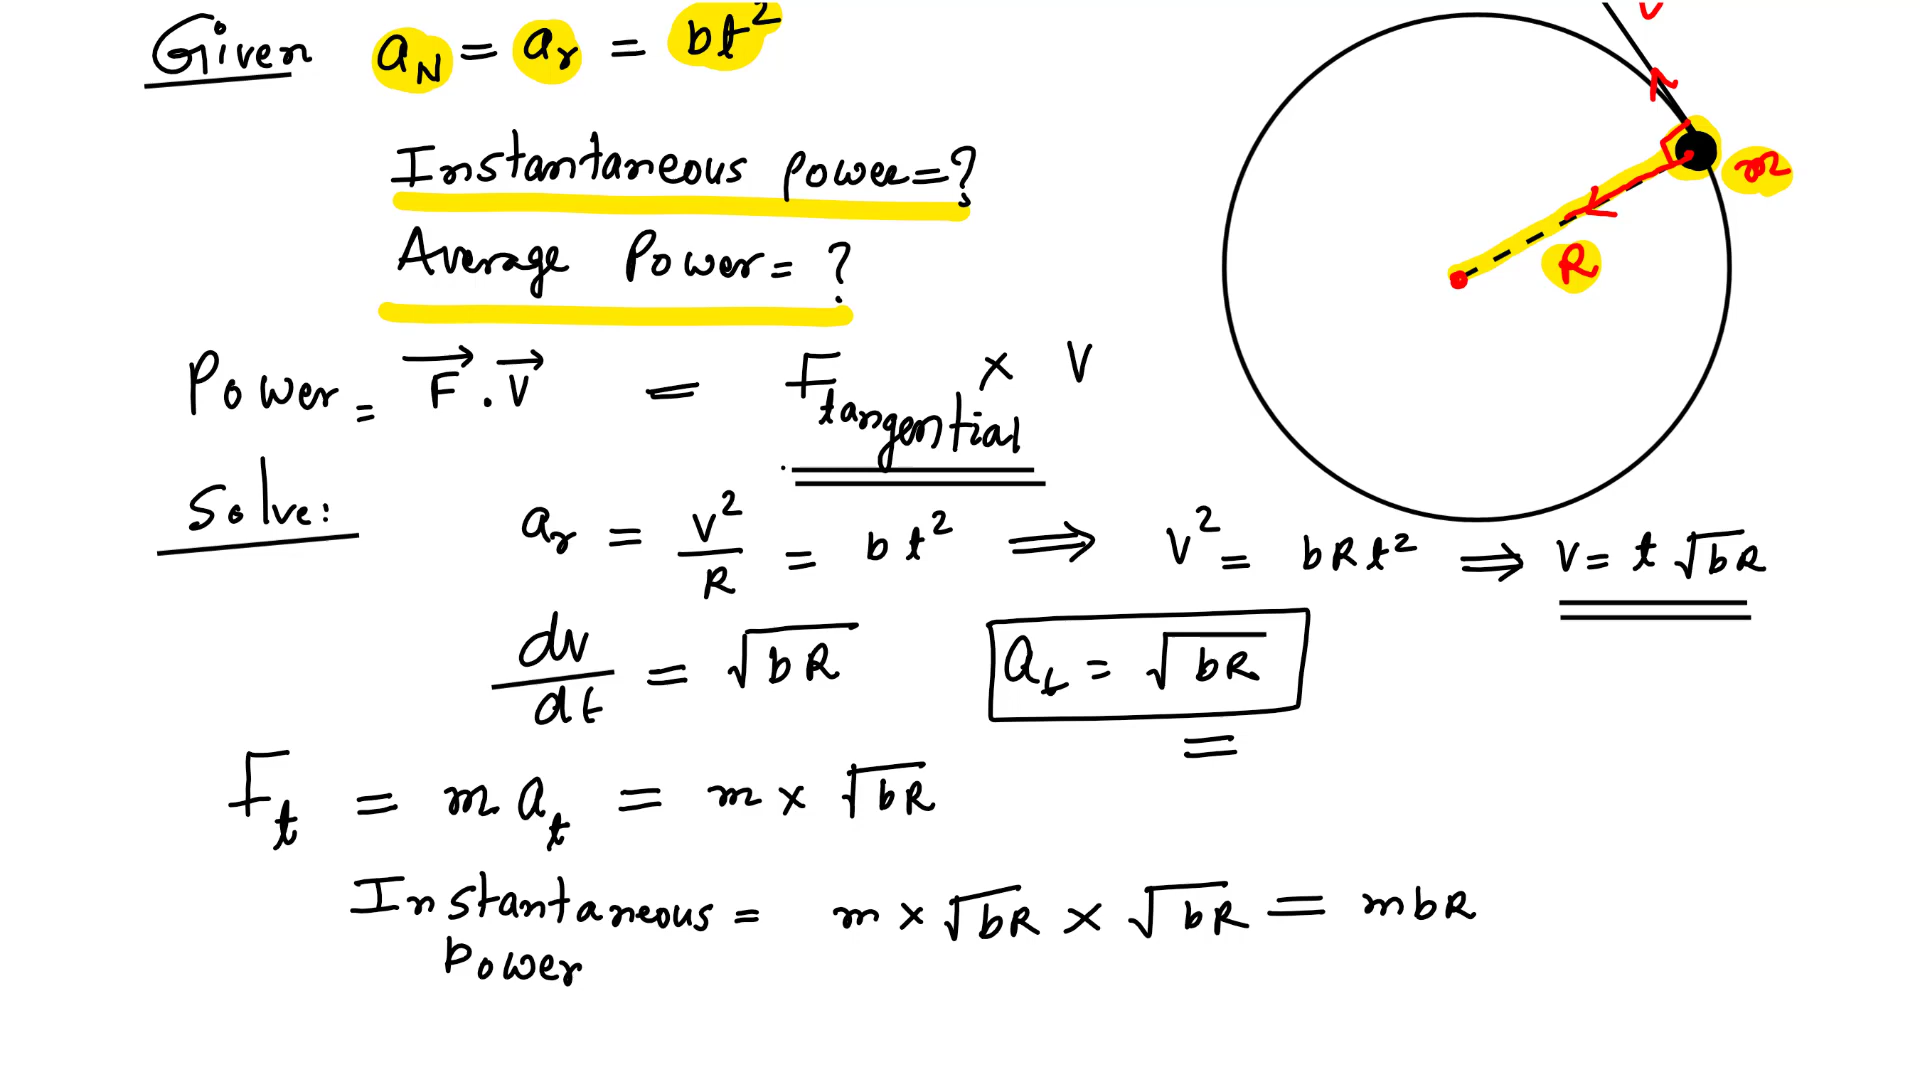 Given a_N = a_r = bt²
Instantaneous Power = ?
Average Power = ?
Power = F⃗ . V⃗ = F_tangential × V
Solve:
a_r = v²/R = bt² ⟹ v² = bRt² ⟹ v = t√bR
dv/dt = √bR a_t = √bR
F_t = m a_t = m × √bR
Instantaneous Power = m × √bR × √bR = mbR
v
m
R